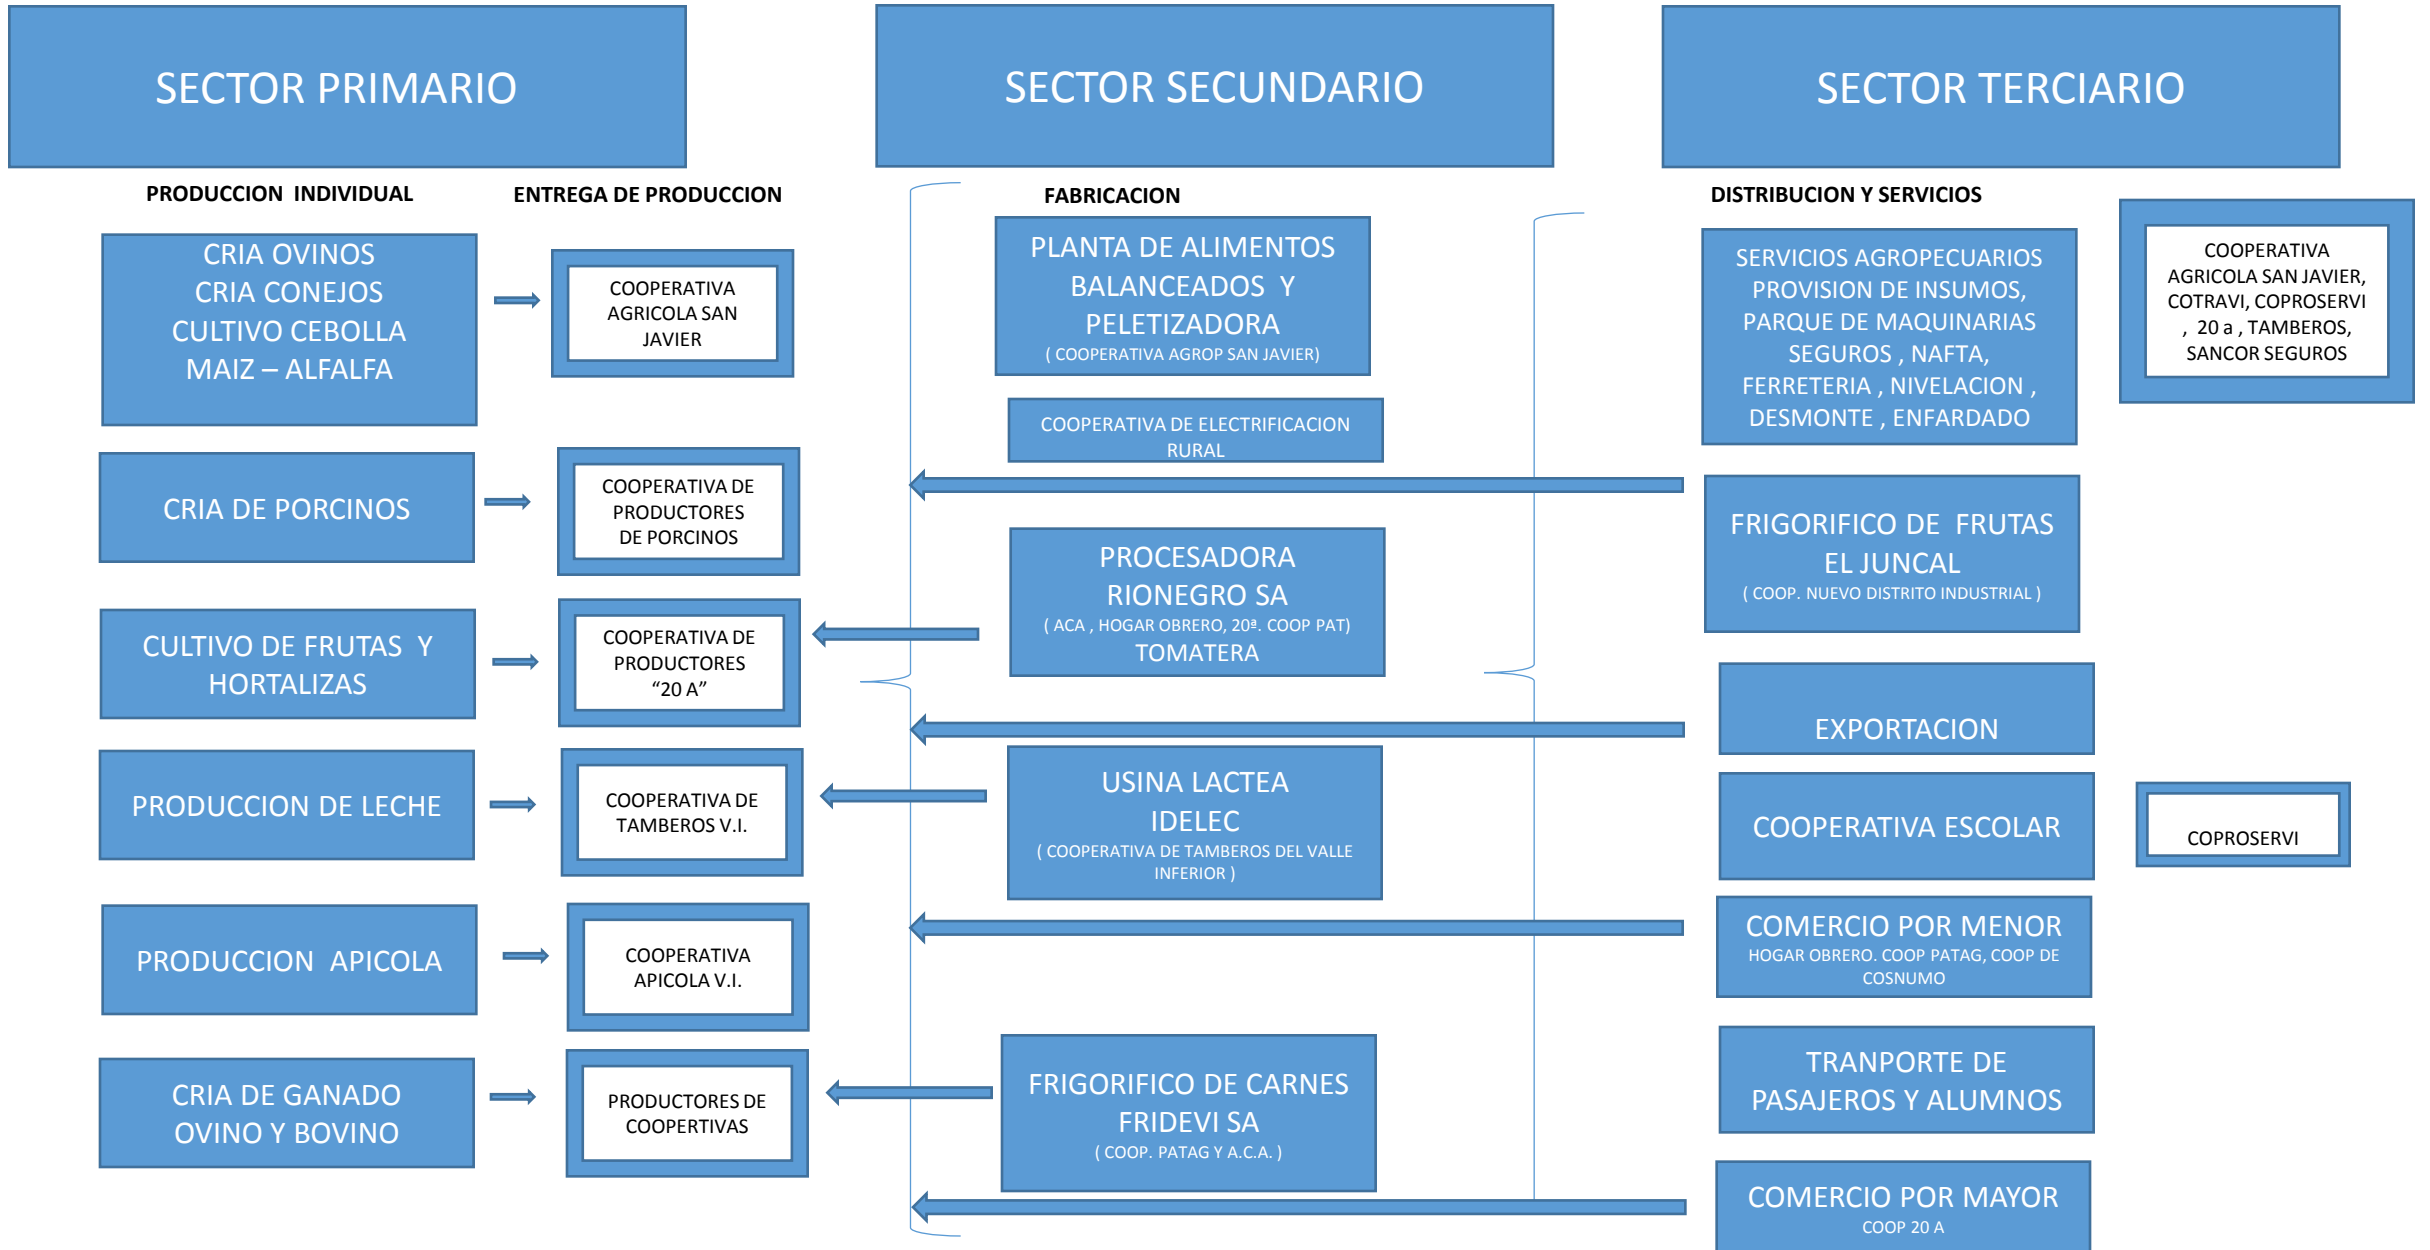 SECTOR PRIMARIO
SECTOR SECUNDARIO
SECTOR TERCIARIO
PRODUCCION INDIVIDUAL
ENTREGA DE PRODUCCION
CRIA OVINOS
CRIA CONEJOS
CULTIVO CEBOLLA
MAIZ – ALFALFA
COOPERATIVA
AGRICOLA SAN
JAVIER
CRIA DE PORCINOS
COOPERATIVA DE
PRODUCTORES
DE PORCINOS
CULTIVO DE FRUTAS Y
HORTALIZAS
COOPERATIVA DE
PRODUCTORES
“20 A”
PRODUCCION DE LECHE
COOPERATIVA DE
TAMBEROS V.I.
PRODUCCION APICOLA
COOPERATIVA
APICOLA V.I.
CRIA DE GANADO
OVINO Y BOVINO
PRODUCTORES DE
COOPERTIVAS
FABRICACION
PLANTA DE ALIMENTOS
BALANCEADOS Y
PELETIZADORA
( COOPERATIVA AGROP SAN JAVIER)
COOPERATIVA DE ELECTRIFICACION
RURAL
PROCESADORA
RIONEGRO SA
( ACA , HOGAR OBRERO, 20ª. COOP PAT)
TOMATERA
USINA LACTEA
IDELEC
( COOPERATIVA DE TAMBEROS DEL VALLE
INFERIOR )
FRIGORIFICO DE CARNES
FRIDEVI SA
( COOP. PATAG Y A.C.A. )
DISTRIBUCION Y SERVICIOS
SERVICIOS AGROPECUARIOS
PROVISION DE INSUMOS,
PARQUE DE MAQUINARIAS
SEGUROS , NAFTA,
FERRETERIA , NIVELACION ,
DESMONTE , ENFARDADO
COOPERATIVA
AGRICOLA SAN JAVIER,
COTRAVI, COPROSERVI
, 20 a , TAMBEROS,
SANCOR SEGUROS
FRIGORIFICO DE FRUTAS
EL JUNCAL
( COOP. NUEVO DISTRITO INDUSTRIAL )
EXPORTACION
COOPERATIVA ESCOLAR
COPROSERVI
COMERCIO POR MENOR
HOGAR OBRERO. COOP PATAG, COOP DE
COSNUMO
TRANPORTE DE
PASAJEROS Y ALUMNOS
COMERCIO POR MAYOR
COOP 20 A